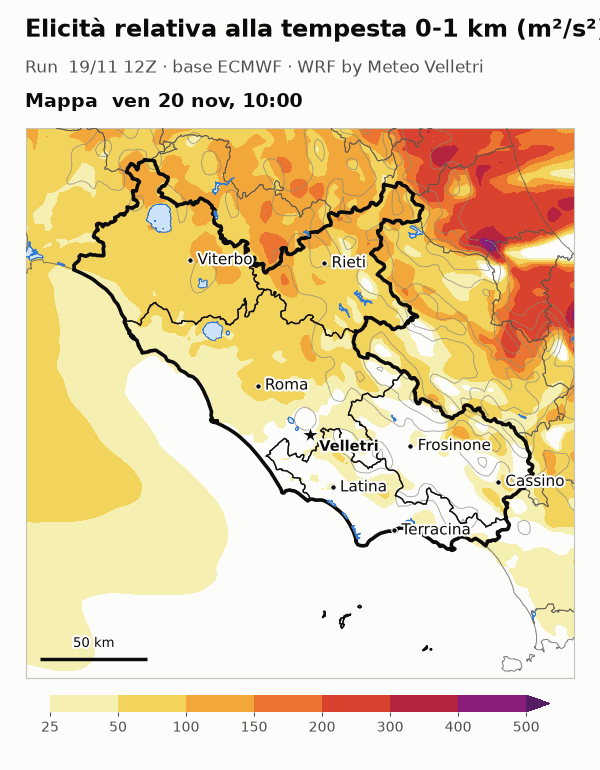 Elicità relativa alla tempesta 0-1 km (m²/s²)
Run 19/11 12Z · base ECMWF · WRF by Meteo Velletri
Mappa ven 20 nov, 10:00
Viterbo
Rieti
Roma
Velletri
Frosinone
Cassino
Latina
Terracina
50 km
25 50 100 150 200 300 400 500